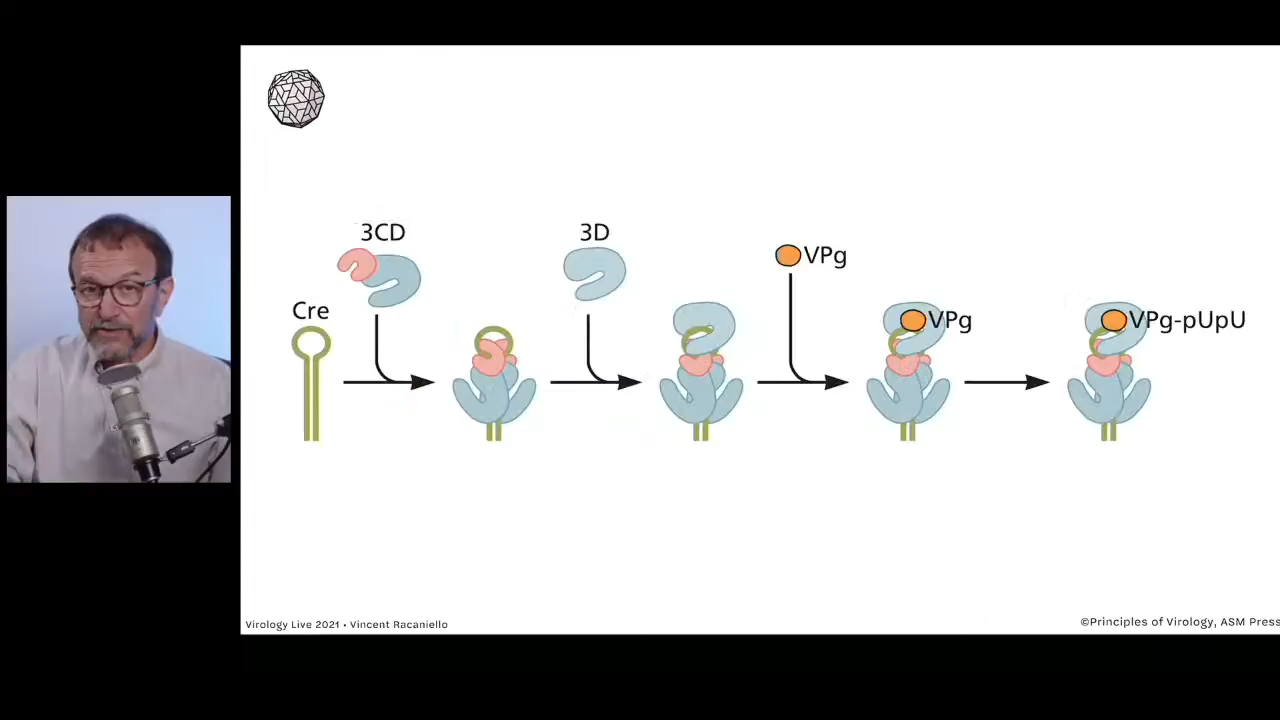 3CD
3D
VPg
Cre
VPg
VPg-pUpU
Virology Live 2021 • Vincent Racaniello
©Principles of Virology, ASM Press